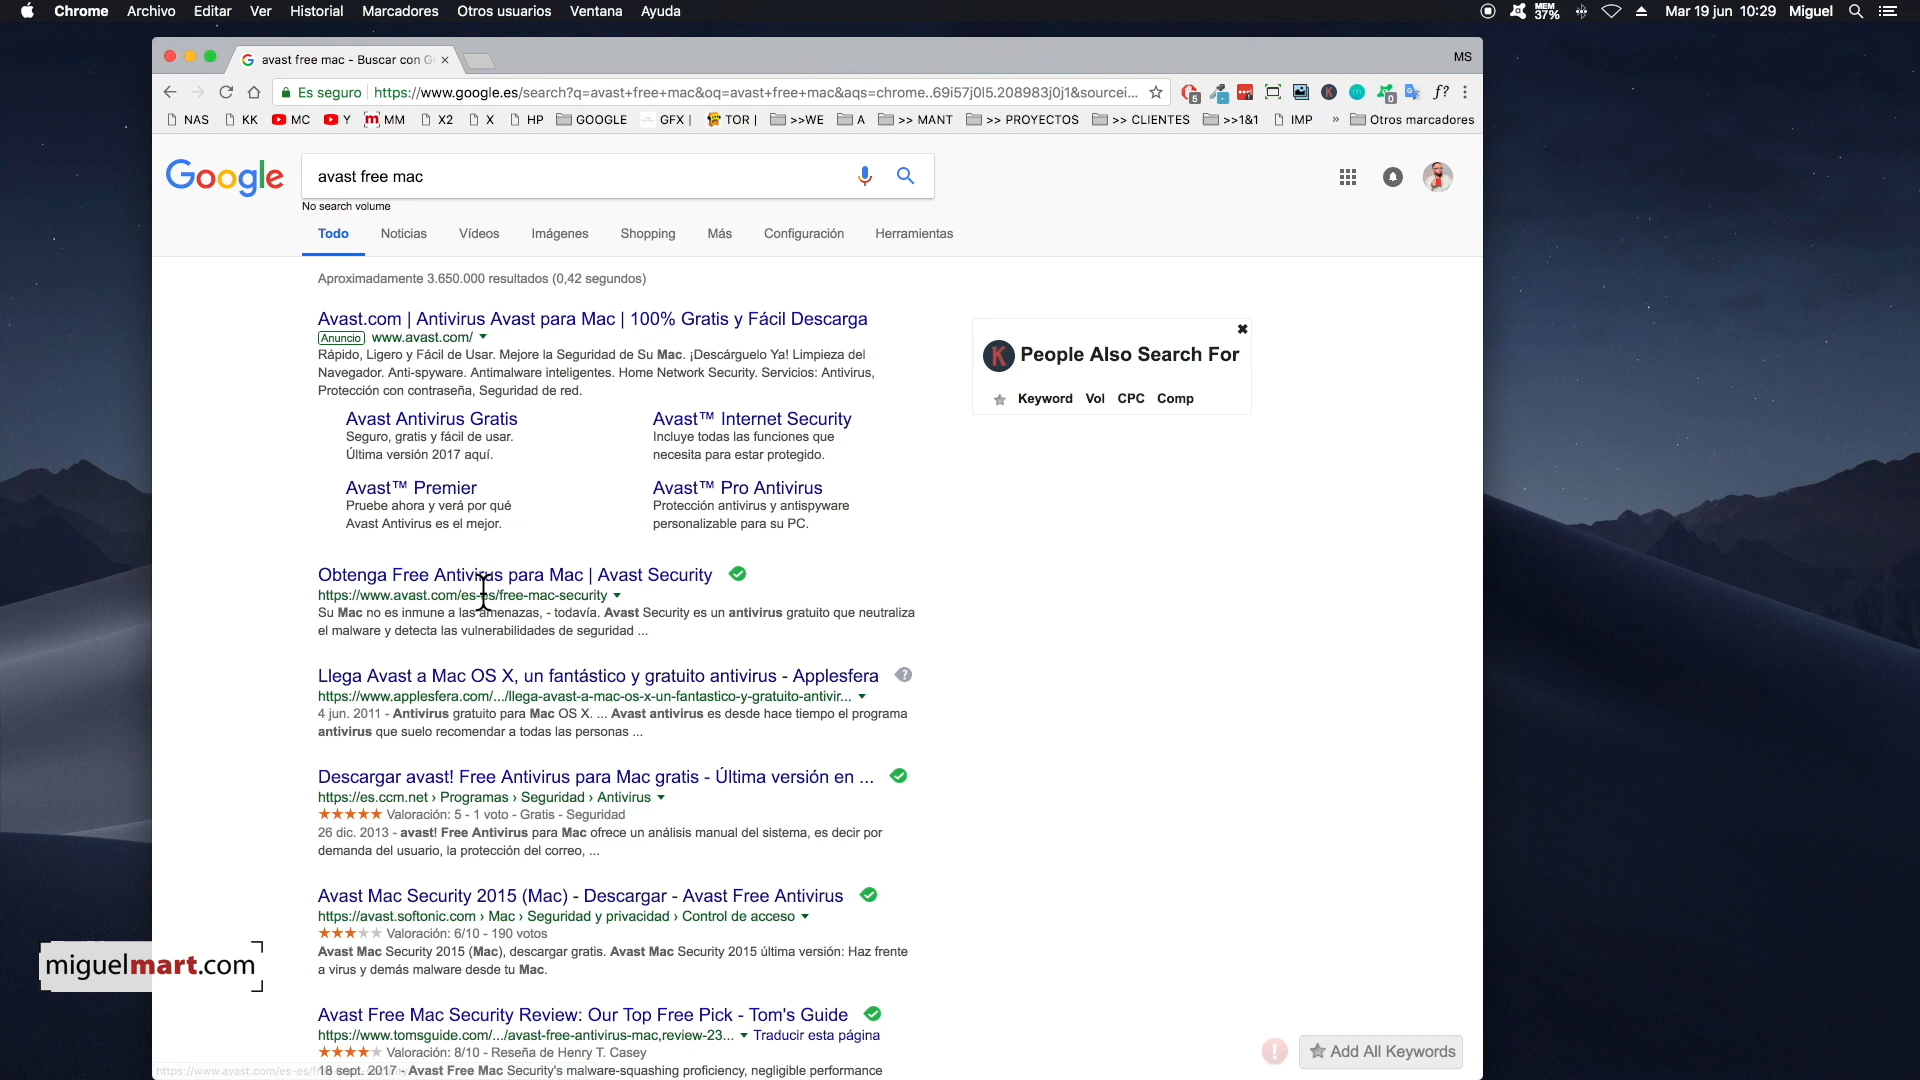 Chrome Archivo Editar Ver Historial Marcadores Otros usuarios Ventana Ayuda
MEM 37% Mar 19 jun 10:29 Miguel
avast free mac - Buscar con G
MS
Es seguro https://www.google.es/search?q=avast+free+mac&oq=avast+free+mac&aqs=chrome..69i57j0l5.208983j0j1&sourcei...
5 0 f?
NAS KK MC Y MM X2 X HP GOOGLE GFX | TOR | >>WE A >> MANT >> PROYECTOS >> CLIENTES >>1&1 IMP » Otros marcadores
Google
avast free mac
No search volume
Todo Noticias Vídeos Imágenes Shopping Más Configuración Herramientas
Aproximadamente 3.650.000 resultados (0,42 segundos)
Avast.com | Antivirus Avast para Mac | 100% Gratis y Fácil Descarga
Anuncio www.avast.com/
Rápido, Ligero y Fácil de Usar. Mejore la Seguridad de Su Mac. ¡Descárguelo Ya! Limpieza del
Navegador. Anti-spyware. Antimalware inteligentes. Home Network Security. Servicios: Antivirus,
Protección con contraseña, Seguridad de red.
Avast Antivirus Gratis
Seguro, gratis y fácil de usar.
Última versión 2017 aquí.
Avast™ Internet Security
Incluye todas las funciones que
necesita para estar protegido.
Avast™ Premier
Pruebe ahora y verá por qué
Avast Antivirus es el mejor.
Avast™ Pro Antivirus
Protección antivirus y antispyware
personalizable para su PC.
K People Also Search For
Keyword Vol CPC Comp
Obtenga Free Antivirus para Mac | Avast Security
https://www.avast.com/es-es/free-mac-security
Su Mac no es inmune a las amenazas, - todavía. Avast Security es un antivirus gratuito que neutraliza
el malware y detecta las vulnerabilidades de seguridad ...
Llega Avast a Mac OS X, un fantástico y gratuito antivirus - Applesfera
https://www.applesfera.com/.../llega-avast-a-mac-os-x-un-fantastico-y-gratuito-antivir...
4 jun. 2011 - Antivirus gratuito para Mac OS X. ... Avast antivirus es desde hace tiempo el programa
antivirus que suelo recomendar a todas las personas ...
Descargar avast! Free Antivirus para Mac gratis - Última versión en ...
https://es.ccm.net › Programas › Seguridad › Antivirus
Valoración: 5 - 1 voto - Gratis - Seguridad
26 dic. 2013 - avast! Free Antivirus para Mac ofrece un análisis manual del sistema, es decir por
demanda del usuario, la protección del correo, ...
Avast Mac Security 2015 (Mac) - Descargar - Avast Free Antivirus
https://avast.softonic.com › Mac › Seguridad y privacidad › Control de acceso
Valoración: 6/10 - 190 votos
Avast Mac Security 2015 (Mac), descargar gratis. Avast Mac Security 2015 última versión: Haz frente
a virus y demás malware desde tu Mac.
miguelmart.com
Avast Free Mac Security Review: Our Top Free Pick - Tom's Guide
https://www.tomsguide.com/.../avast-free-antivirus-mac,review-23... Traducir esta página
Valoración: 8/10 - Reseña de Henry T. Casey
18 sept. 2017 - Avast Free Mac Security's malware-squashing proficiency, negligible performance
Add All Keywords